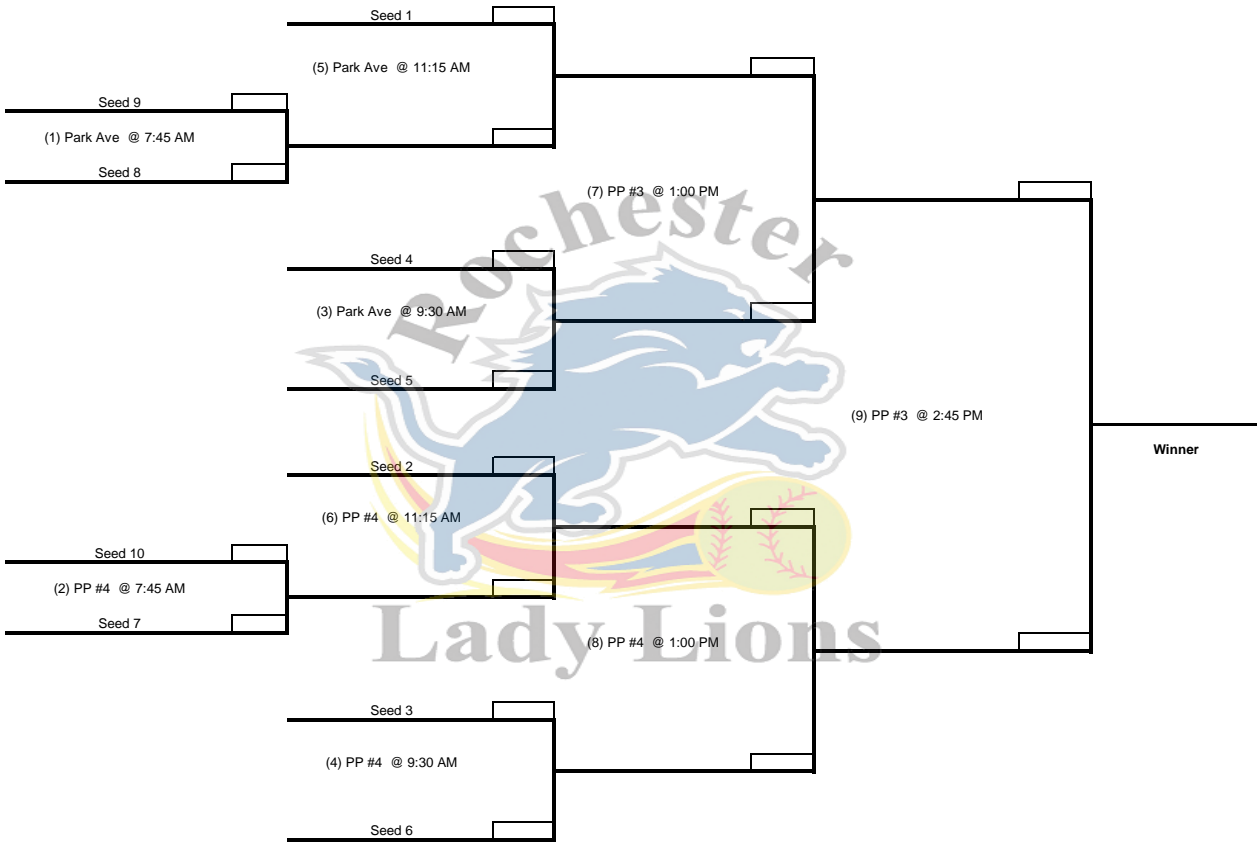 Seed 1
(5) Park Ave @ 11:15 AM
Seed 9
(1) Park Ave @ 7:45 AM
Seed 8
(7) PP #3 @ 1:00 PM
Rochester
Seed 4
(3) Park Ave @ 9:30 AM
Seed 5
(9) PP #3 @ 2:45 PM
Winner
Seed 2
(6) PP #4 @ 11:15 AM
Seed 10
(2) PP #4 @ 7:45 AM
Seed 7
Lady Lions
(8) PP #4 @ 1:00 PM
Seed 3
(4) PP #4 @ 9:30 AM
Seed 6